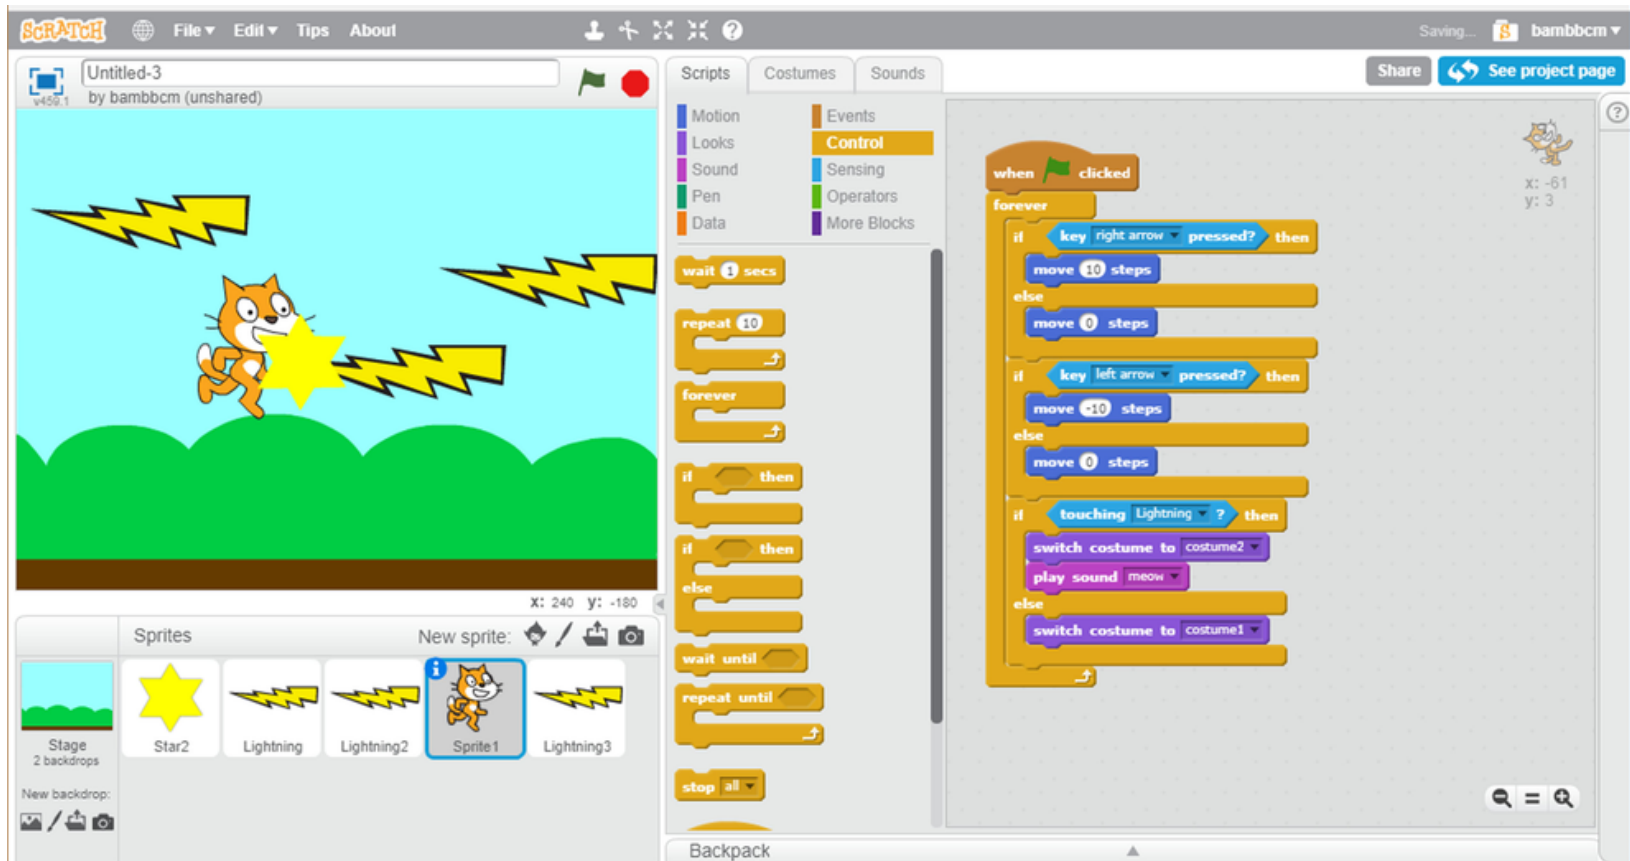 SCRATCH File Edit Tips About Saving... bambbcm
Untitled-3
v459.1 by bambbcm (unshared)
Scripts Costumes Sounds Share See project page
Motion Events
Looks Control
Sound Sensing
Pen Operators
Data More Blocks
wait 1 secs
repeat 10
forever
if then
if then
else
wait until
repeat until
stop all
when clicked
forever
if key right arrow pressed? then
move 10 steps
else
move 0 steps
if key left arrow pressed? then
move -10 steps
else
move 0 steps
if touching Lightning ? then
switch costume to costume2
play sound meow
else
switch costume to costume1
x: -61
y: 3
X: 240 y: -180
Sprites New sprite:
Stage
2 backdrops
New backdrop:
Star2 Lightning Lightning2 Sprite1 Lightning3
Backpack